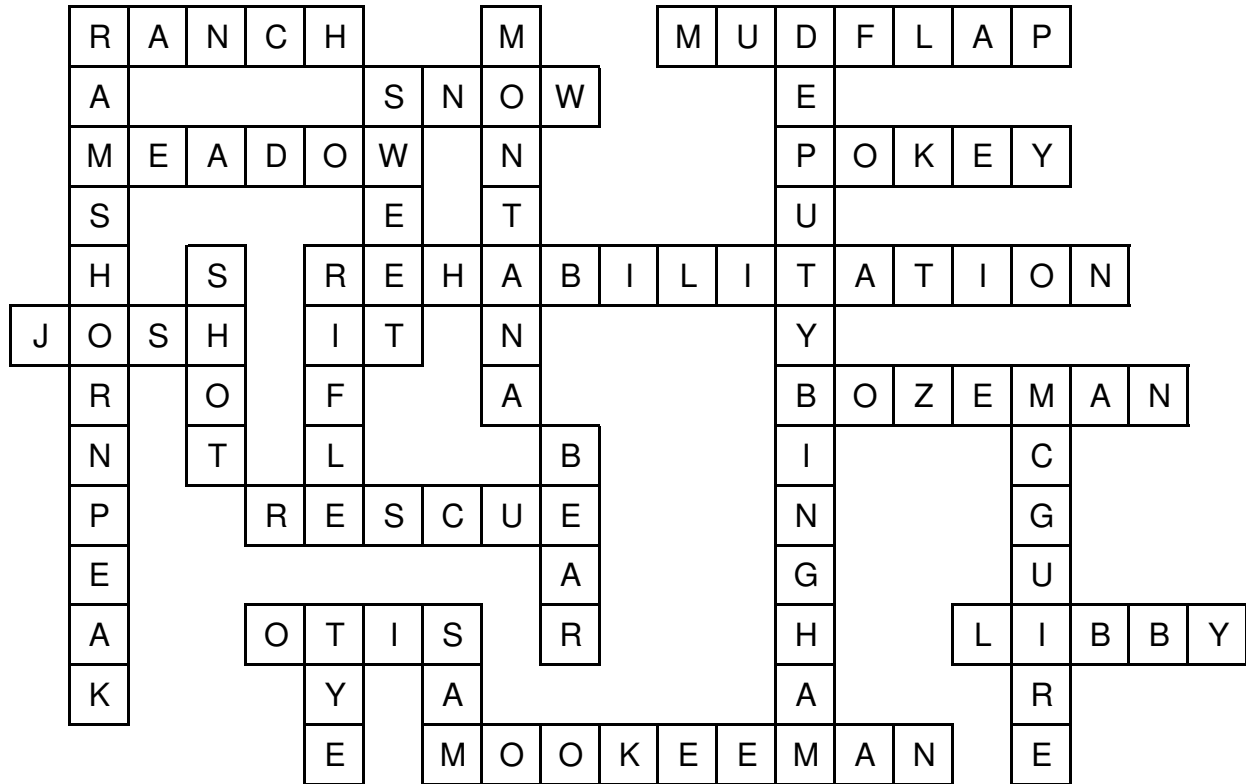 R A N C H M M U D F L A P
A S N O W E
M E A D O W N P O K E Y
S E T U
H S R E H A B I L I T A T I O N
J O S H I T N Y
R O F A B O Z E M A N
N T L B I C
P R E S C U E N G
E A G U
A O T I S R H L I B B Y
K Y A A R
E M O O K E E M A N E